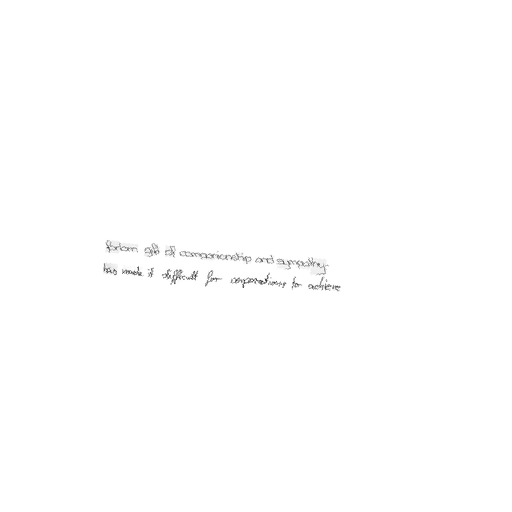 forlorn gift of companionship and sympathy.
has made it difficult for corporations to achieve